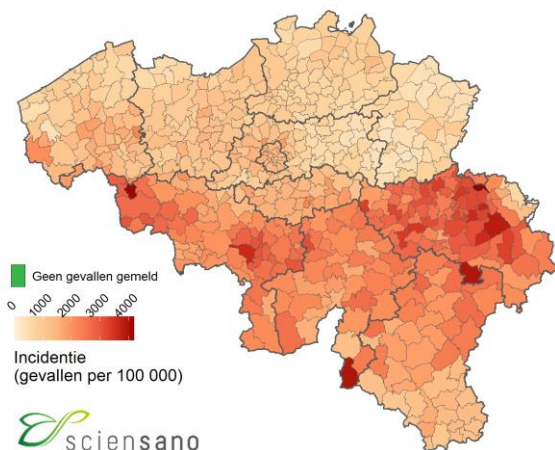 Geen gevallen gemeld
0 1000 2000 3000 4000
Incidentie
(gevallen per 100 000)
sciensano